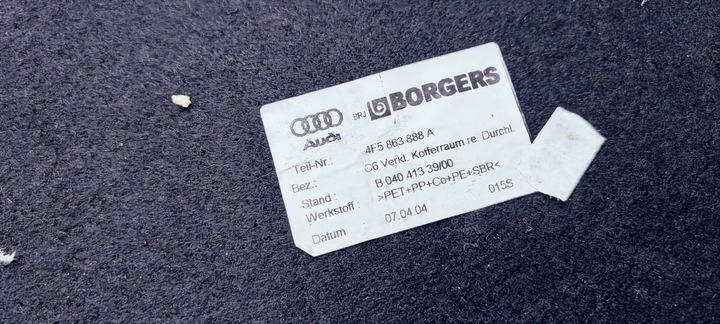 Audi BRJ BORGERS
Teil-Nr.: 4F5 863 888 A
Bez.: C6 Verkl. Kofferraum re. Durchl.
Stand : B 040 413 39/00
Werkstoff : >PET+PP+Co+PE+SBR<
Datum 07.04.04 015S